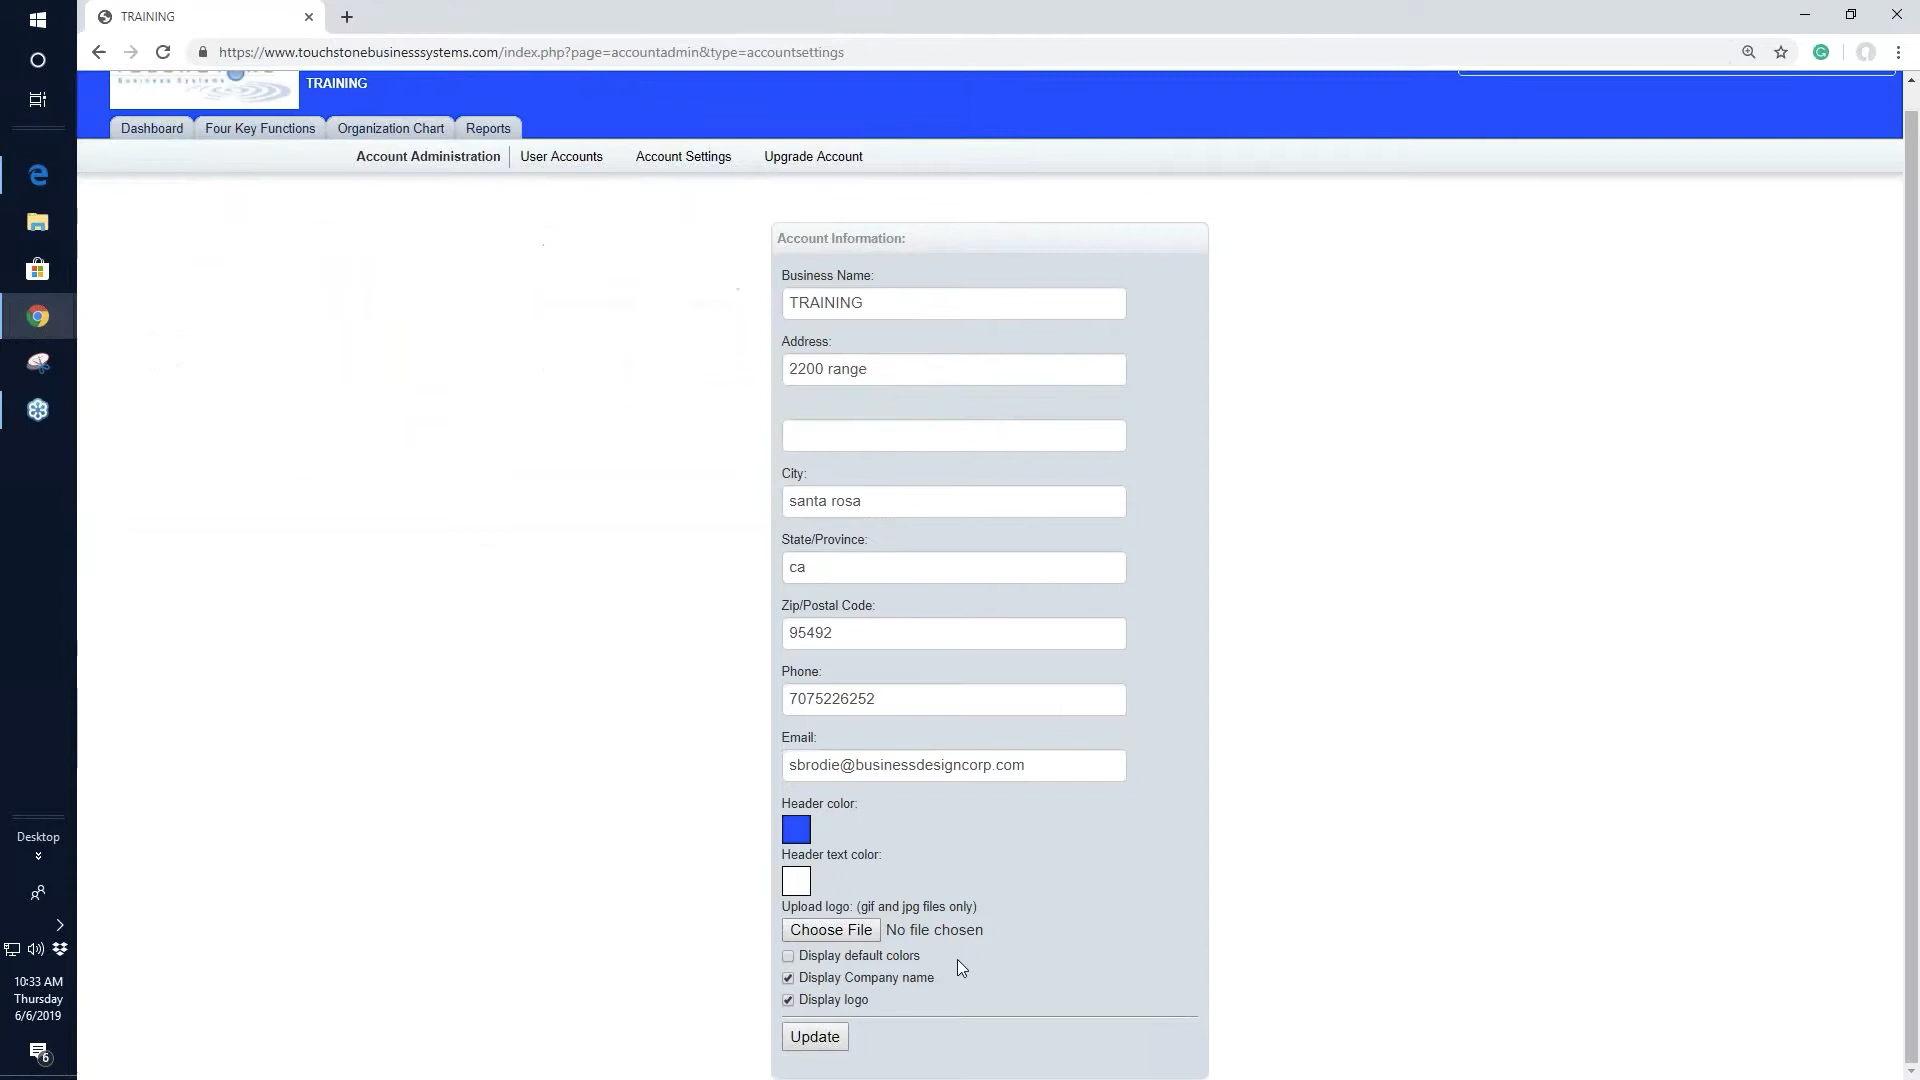 TRAINING
https://www.touchstonebusinesssystems.com/index.php?page=accountadmin&type=accountsettings
Business Systems
TRAINING
Dashboard Four Key Functions Organization Chart Reports
Account Administration User Accounts Account Settings Upgrade Account
Account Information:
Business Name:
TRAINING
Address:
2200 range
City:
santa rosa
State/Province:
ca
Zip/Postal Code:
95492
Phone:
7075226252
Email:
sbrodie@businessdesigncorp.com
Header color:
Header text color:
Upload logo: (gif and jpg files only)
Choose File No file chosen
Display default colors
Display Company name
Display logo
Update
Desktop
10:33 AM
Thursday
6/6/2019
6